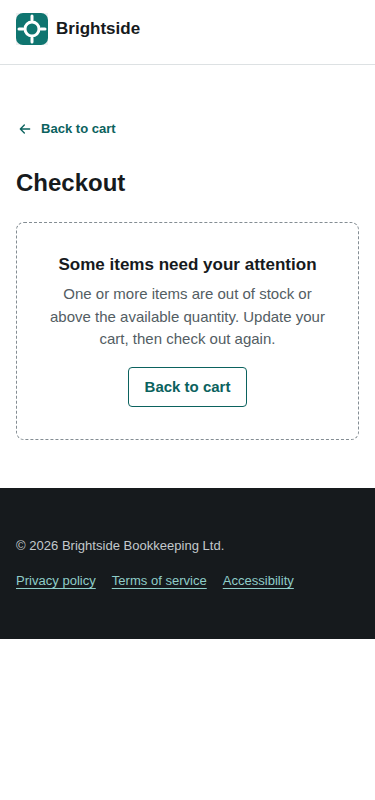 Brightside
Back to cart
Checkout
Some items need your attention
One or more items are out of stock or
above the available quantity. Update your
cart, then check out again.
Back to cart
© 2026 Brightside Bookkeeping Ltd.
Privacy policy Terms of service Accessibility